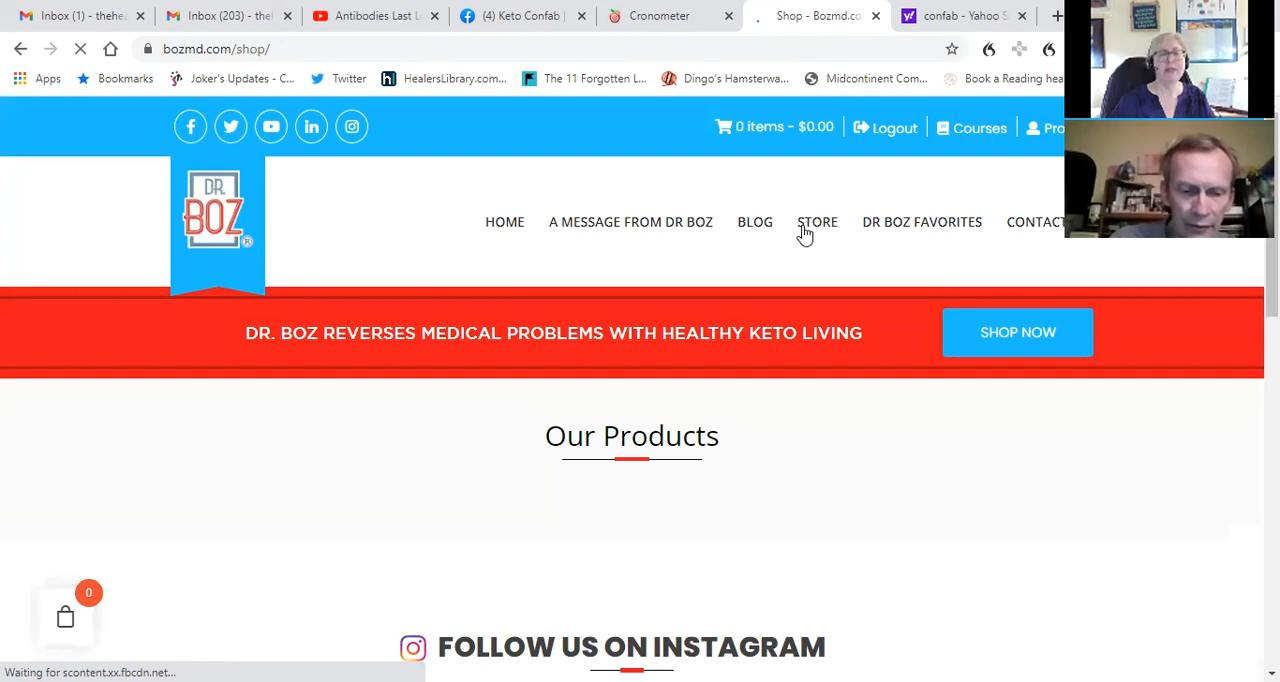 Inbox (1) - thehea
Inbox (203) - thel
Antibodies Last L
(4) Keto Confab |
Cronometer
Shop - Bozmd.co
confab - Yahoo S
bozmd.com/shop/
Apps
Bookmarks
Joker's Updates - C...
Twitter
HealersLibrary.com...
The 11 Forgotten L...
Dingo's Hamsterwa...
Midcontinent Com...
Book a Reading hea
0 items - $0.00
Logout
Courses
Pro
DR.
BOZ
HOME
A MESSAGE FROM DR BOZ
BLOG
STORE
DR BOZ FAVORITES
CONTACT
DR. BOZ REVERSES MEDICAL PROBLEMS WITH HEALTHY KETO LIVING
SHOP NOW
Our Products
0
FOLLOW US ON INSTAGRAM
Waiting for scontent.xx.fbcdn.net...